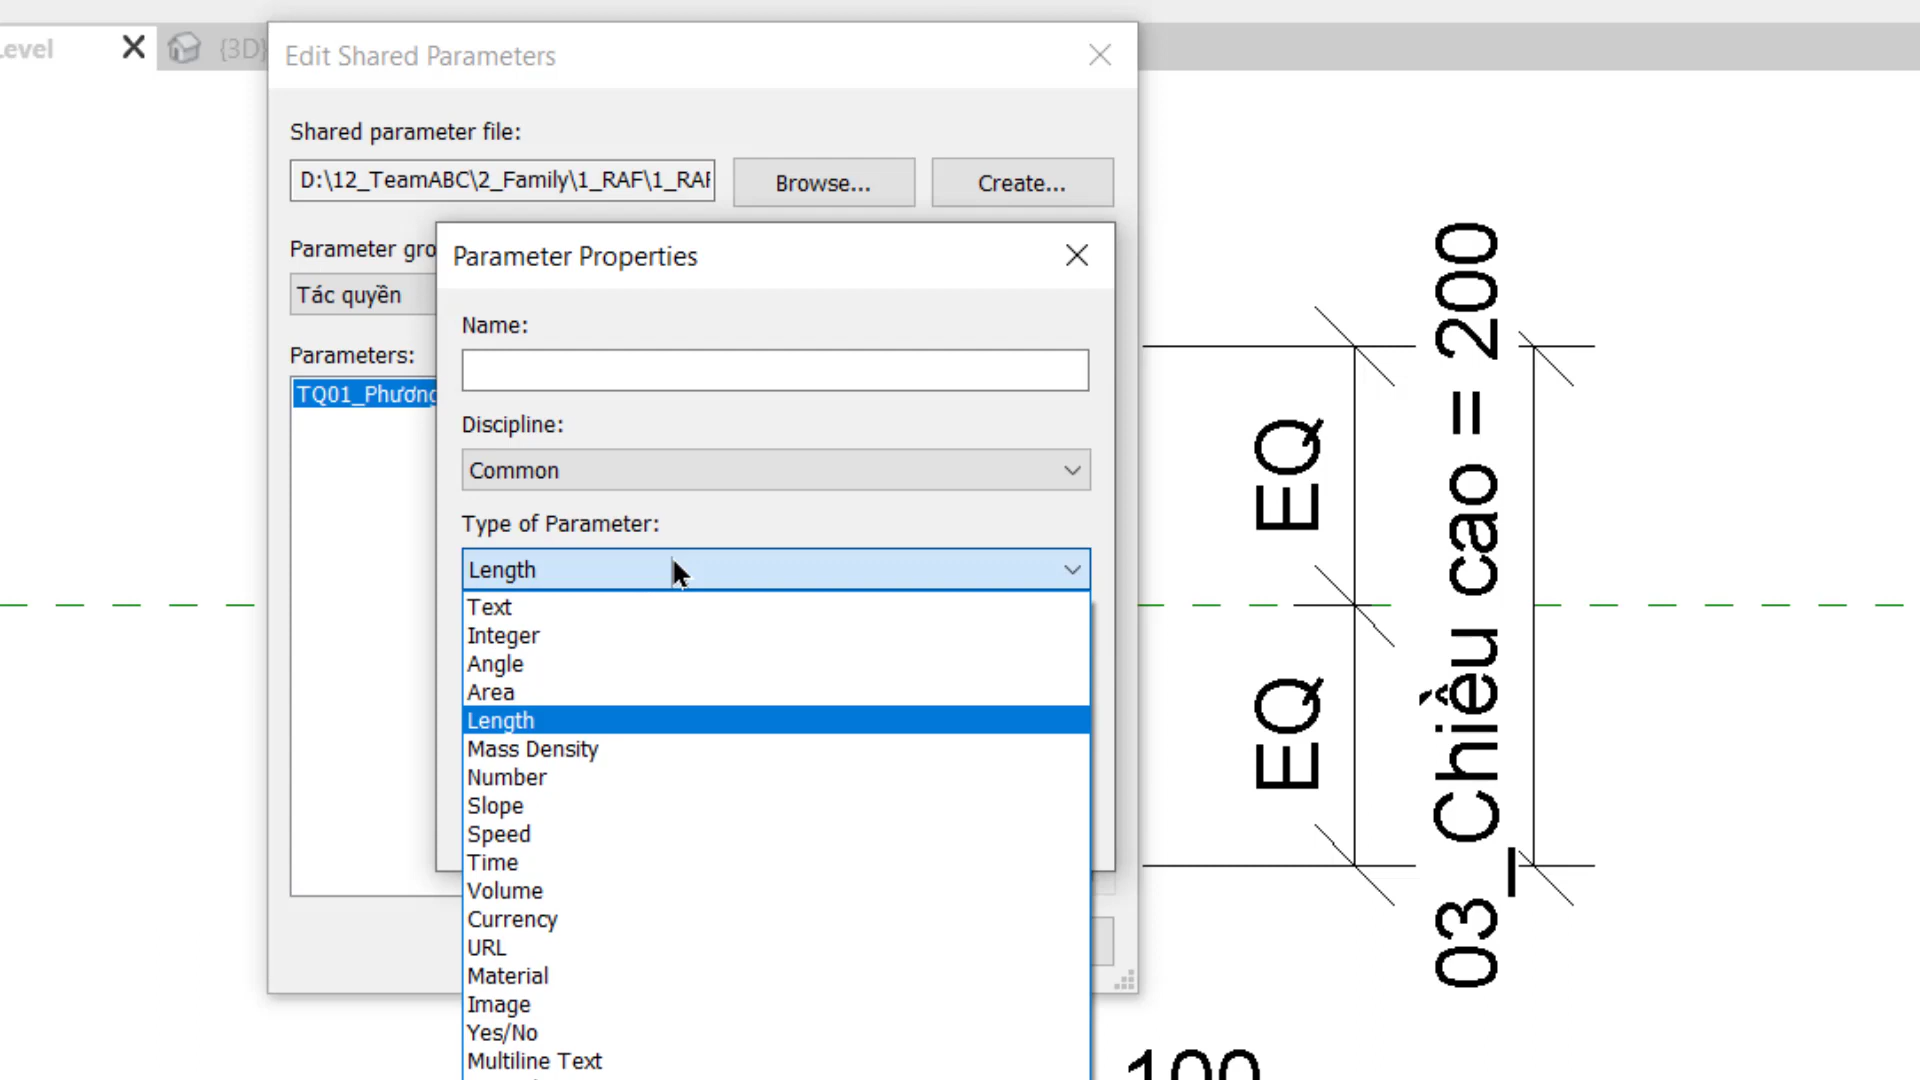 Level
{3D}
Edit Shared Parameters
Shared parameter file:
D:\12_TeamABC\2_Family\1_RAF\1_RAF
Browse...
Create...
Parameter gro
Tác quyền
Parameters:
TQ01_Phương
Parameter Properties
Name:
Discipline:
Common
Type of Parameter:
Length
Text
Integer
Angle
Area
Length
Mass Density
Number
Slope
Speed
Time
Volume
Currency
URL
Material
Image
Yes/No
Multiline Text
EQ
EQ
03_Chiều cao = 200
100